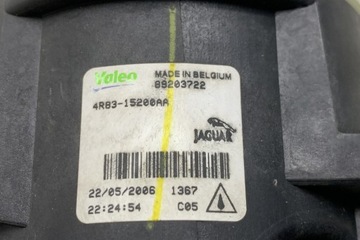 Valeo
MADE IN BELGIUM
89203722
4R83-15200AA
JAGUAR
22/05/2006 1367
22:24:54 C05